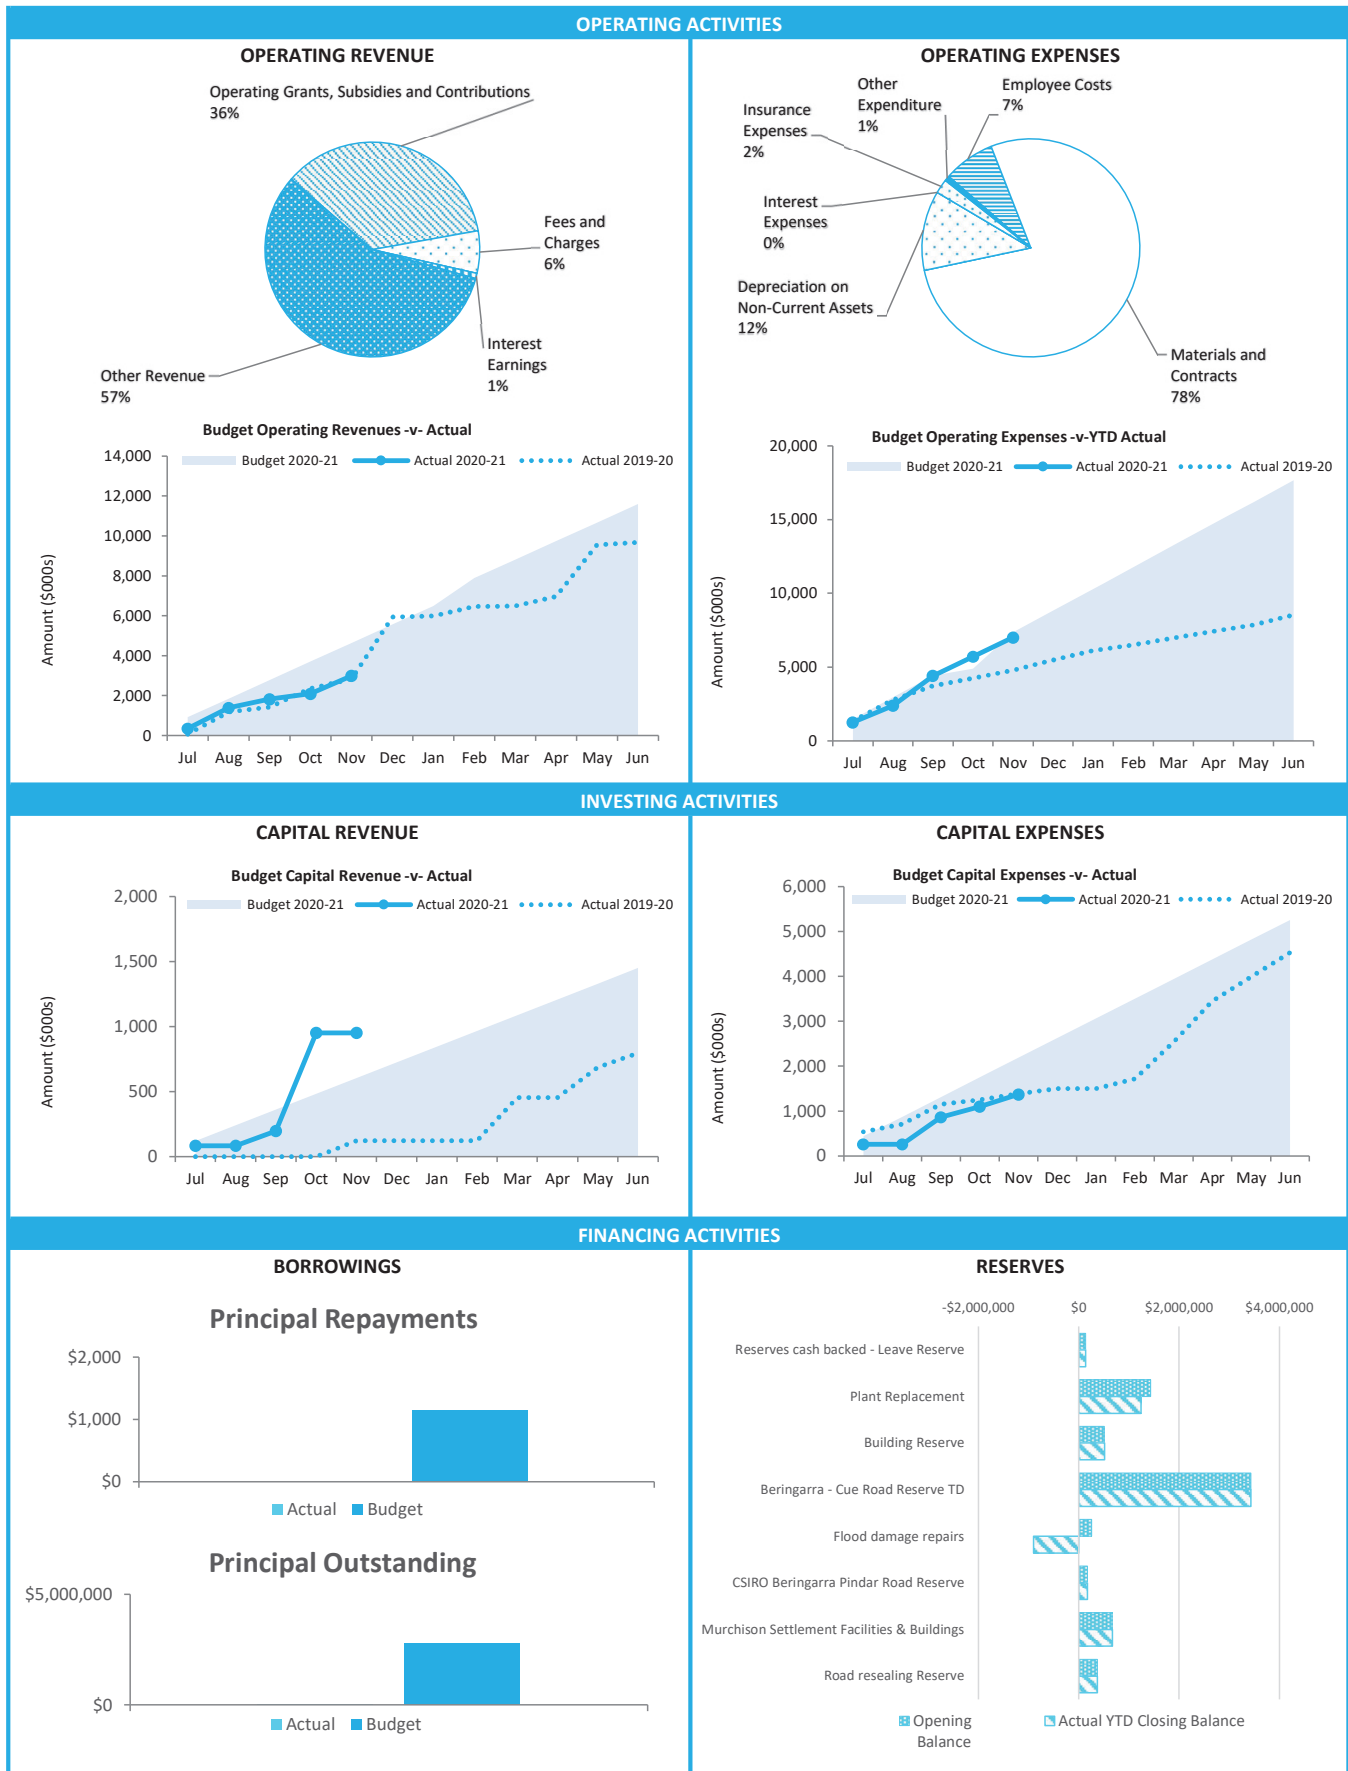 OPERATING ACTIVITIES
OPERATING REVENUE
Operating Grants, Subsidies and Contributions
36%
Fees and
Charges
6%
Interest
Earnings
1%
Other Revenue
57%
Budget Operating Revenues -v- Actual
Budget 2020-21
Actual 2020-21
Actual 2019-20
Amount ($000s)
14,000
12,000
10,000
8,000
6,000
4,000
2,000
0
Jul Aug Sep Oct Nov Dec Jan Feb Mar Apr May Jun
OPERATING EXPENSES
Other
Expenditure
1%
Employee Costs
7%
Insurance
Expenses
2%
Interest
Expenses
0%
Depreciation on
Non-Current Assets
12%
Materials and
Contracts
78%
Budget Operating Expenses -v-YTD Actual
Budget 2020-21
Actual 2020-21
Actual 2019-20
Amount ($000s)
20,000
15,000
10,000
5,000
0
Jul Aug Sep Oct Nov Dec Jan Feb Mar Apr May Jun
INVESTING ACTIVITIES
CAPITAL REVENUE
Budget Capital Revenue -v- Actual
Budget 2020-21
Actual 2020-21
Actual 2019-20
Amount ($000s)
2,000
1,500
1,000
500
0
Jul Aug Sep Oct Nov Dec Jan Feb Mar Apr May Jun
CAPITAL EXPENSES
Budget Capital Expenses -v- Actual
Budget 2020-21
Actual 2020-21
Actual 2019-20
Amount ($000s)
6,000
5,000
4,000
3,000
2,000
1,000
0
Jul Aug Sep Oct Nov Dec Jan Feb Mar Apr May Jun
FINANCING ACTIVITIES
BORROWINGS
Principal Repayments
$2,000
$1,000
$0
Actual Budget
Principal Outstanding
$5,000,000
$0
Actual Budget
RESERVES
-$2,000,000 $0 $2,000,000 $4,000,000
Reserves cash backed - Leave Reserve
Plant Replacement
Building Reserve
Beringarra - Cue Road Reserve TD
Flood damage repairs
CSIRO Beringarra Pindar Road Reserve
Murchison Settlement Facilities & Buildings
Road resealing Reserve
Opening
Balance
Actual YTD Closing Balance